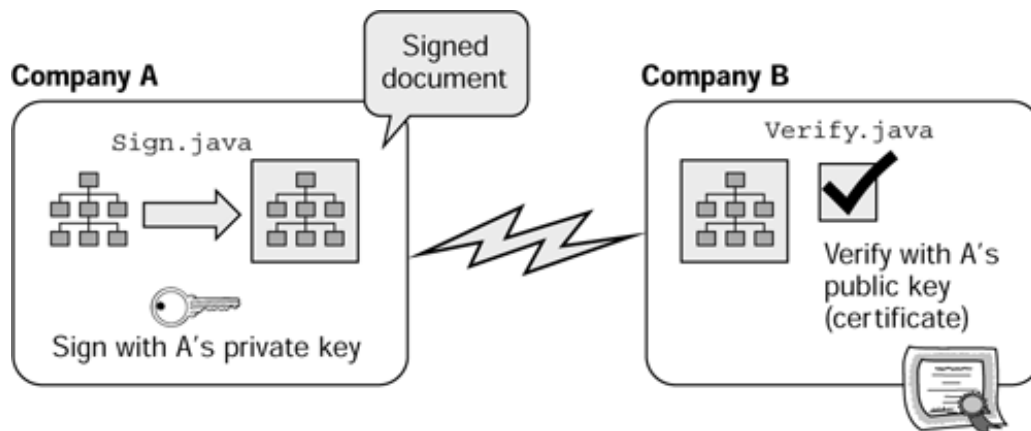 Company A
Signed
document
Sign.java
Sign with A's private key
Company B
Verify.java
Verify with A's
public key
(certificate)